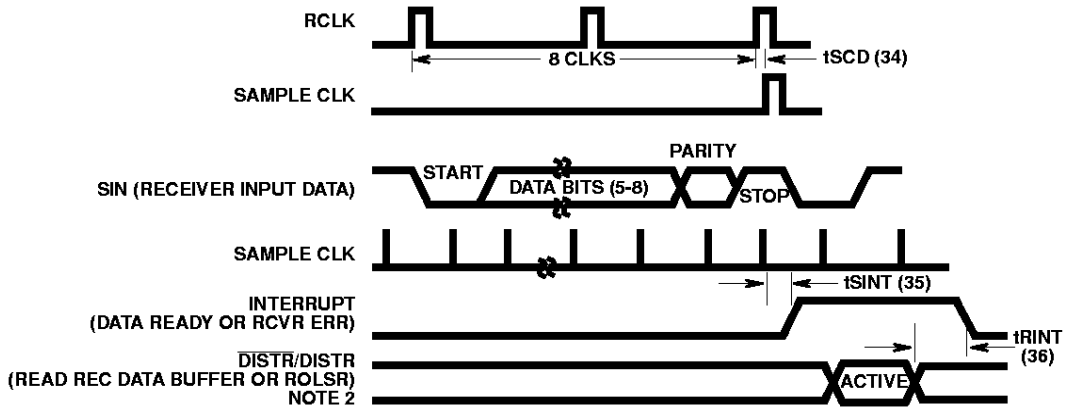 RCLK
8 CLKS
tSCD (34)
SAMPLE CLK
PARITY
START
SIN (RECEIVER INPUT DATA)
DATA BITS (5-8)
STOP
SAMPLE CLK
tSINT (35)
INTERRUPT
(DATA READY OR RCVR ERR)
tRINT
(36)
DISTR/DISTR
(READ REC DATA BUFFER OR ROLSR)
ACTIVE
NOTE 2